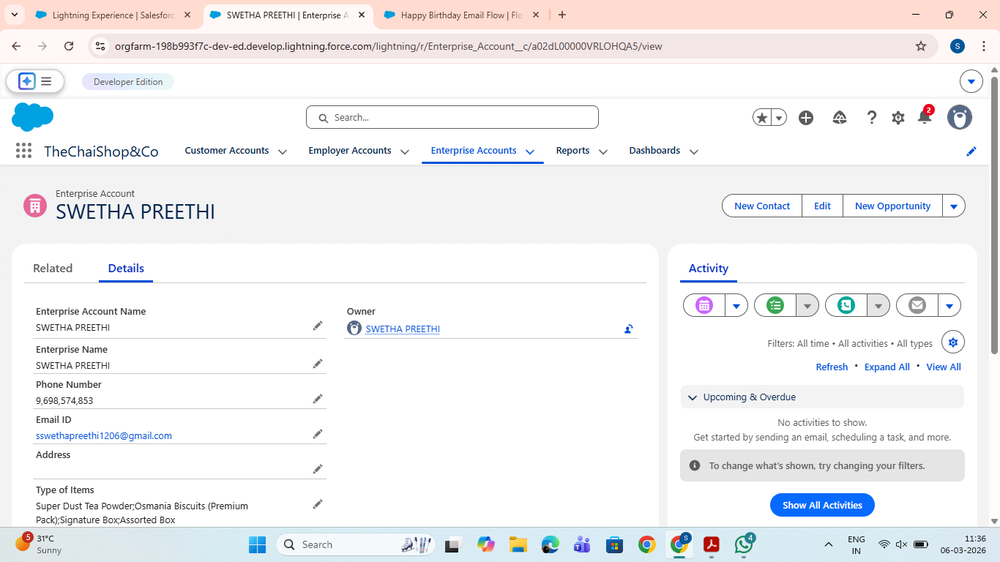 Lightning Experience | Salesforc
SWETHA PREETHI | Enterprise A
Happy Birthday Email Flow | Flo
orgfarm-198b993f7c-dev-ed.develop.lightning.force.com/lightning/r/Enterprise_Account__c/a02dL00000VRLOHQA5/view
S
Developer Edition
Search...
2
TheChaiShop&Co
Customer Accounts
Employer Accounts
Enterprise Accounts
Reports
Dashboards
Enterprise Account
SWETHA PREETHI
New Contact
Edit
New Opportunity
Related
Details
Enterprise Account Name
SWETHA PREETHI
Enterprise Name
SWETHA PREETHI
Phone Number
9,698,574,853
Email ID
sswethapreethi1206@gmail.com
Address
Type of Items
Super Dust Tea Powder;Osmania Biscuits (Premium
Pack);Signature Box;Assorted Box
Owner
SWETHA PREETHI
Activity
Filters: All time • All activities • All types
Refresh • Expand All • View All
Upcoming & Overdue
No activities to show.
Get started by sending an email, scheduling a task, and more.
To change what's shown, try changing your filters.
Show All Activities
5
31°C
Sunny
Search
S
4
ENG
IN
11:36
06-03-2026